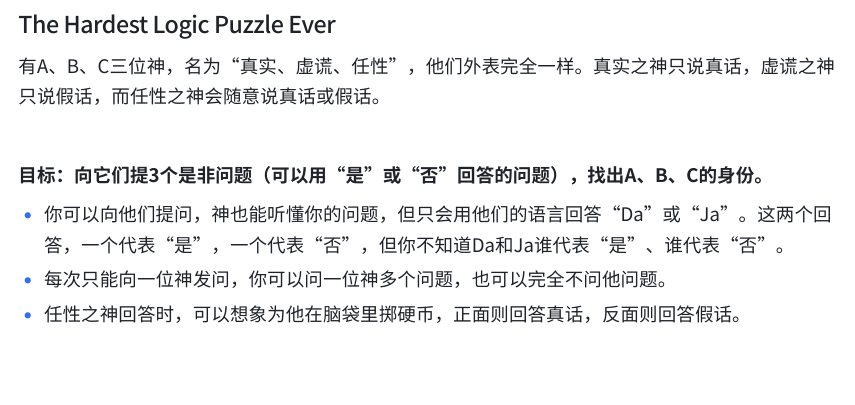 The Hardest Logic Puzzle Ever
有A、B、C三位神，名为“真实、虚谎、任性”，他们外表完全一样。真实之神只说真话，虚谎之神
只说假话，而任性之神会随意说真话或假话。
目标：向它们提3个是非问题（可以用“是”或“否”回答的问题），找出A、B、C的身份。
• 你可以向他们提问，神也能听懂你的问题，但只会用他们的语言回答“Da”或“Ja”。这两个回
答，一个代表“是”，一个代表“否”，但你不知道Da和Ja谁代表“是”、谁代表“否”。
• 每次只能向一位神发问，你可以问一位神多个问题，也可以完全不问他问题。
• 任性之神回答时，可以想象为他在脑袋里掷硬币，正面则回答真话，反面则回答假话。